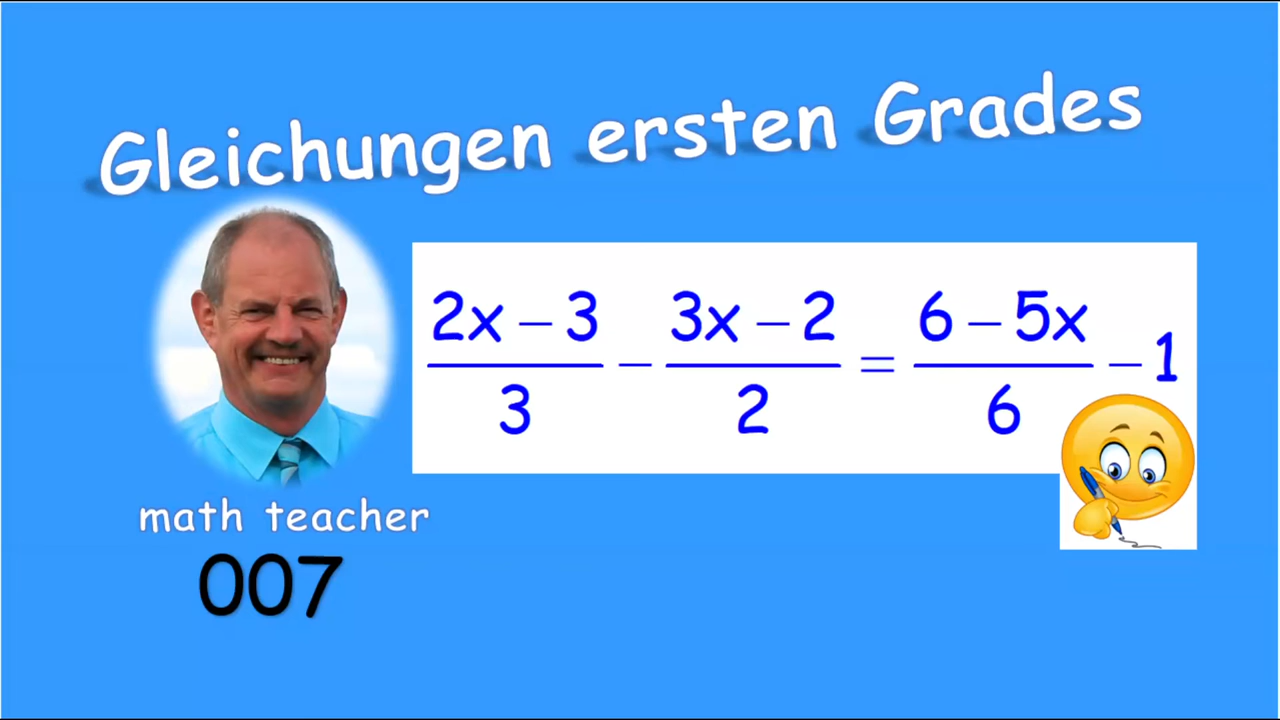 Gleichungen ersten Grades
2x – 3 / 3 – 3x – 2 / 2 = 6 – 5x / 6 – 1
math teacher
007